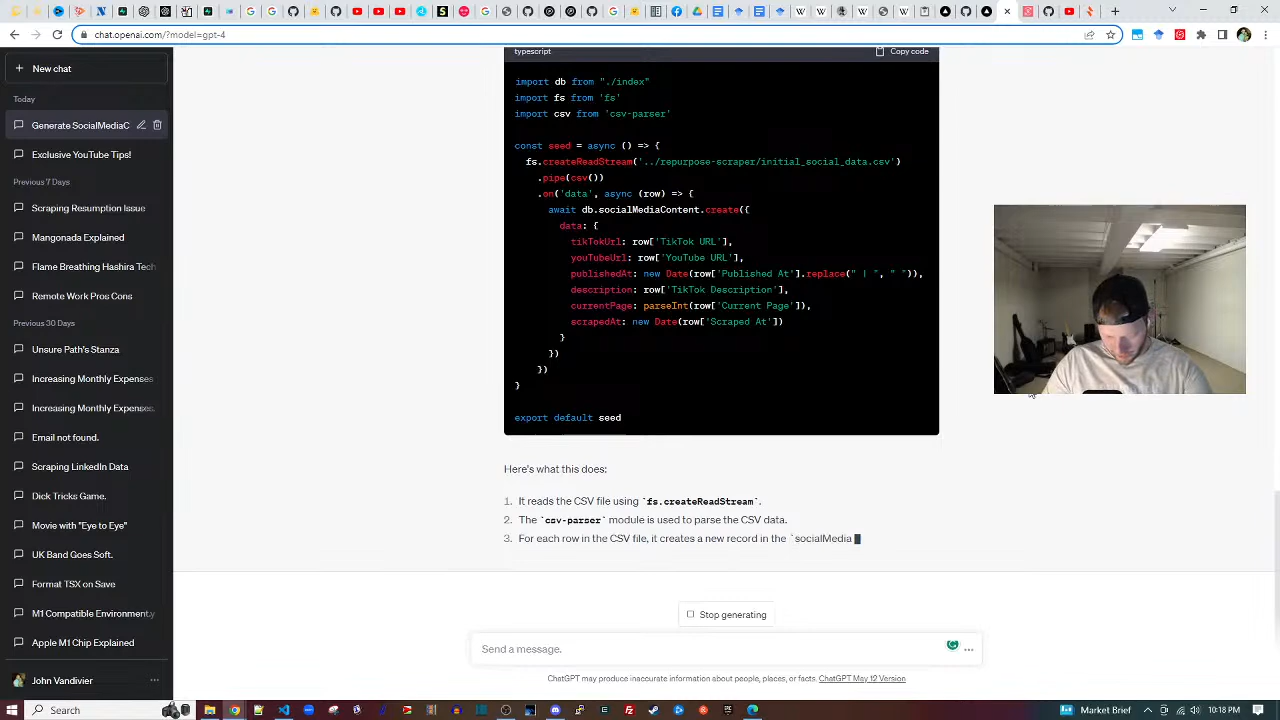 chat.openai.com/?model=gpt-4
+ New chat
Today
Generate SocialMediaC
Exclusive YouTube Tips
Previous 7 Days
Debugging Resumption Issue
Mangonada Explained
Flame Breathing Dance Tech
Remote Work Pros Cons
Previous 30 Days
Unsure Path's Stanza
Increasing Monthly Expenses
Increasing Monthly Expenses,
Email not found.
Scraping LinkedIn Data
Dick Tricks Game.
Movie with "Eye to Eye"
UK Band Goes Soft.
Format TSX and Save
M1 Conda Environment.y
Apple M1 Chip Explained
John Vandivier
typescript
Copy code
import db from "./index"
import fs from 'fs'
import csv from 'csv-parser'
const seed = async () => {
fs.createReadStream('../repurpose-scraper/initial_social_data.csv')
.pipe(csv())
.on('data', async (row) => {
await db.socialMediaContent.create({
data: {
tikTokUrl: row['TikTok URL'],
youTubeUrl: row['YouTube URL'],
publishedAt: new Date(row['Published At'].replace(" | ", " ")),
description: row['TikTok Description'],
currentPage: parseInt(row['Current Page']),
scrapedAt: new Date(row['Scraped At'])
}
})
})
}
export default seed
Here's what this does:
1. It reads the CSV file using `fs.createReadStream`.
2. The `csv-parser` module is used to parse the CSV data.
3. For each row in the CSV file, it creates a new record in the `socialMedia
Stop generating
Send a message.
ChatGPT may produce inaccurate information about people, places, or facts. ChatGPT May 12 Version
Search
Market Brief
10:18 PM